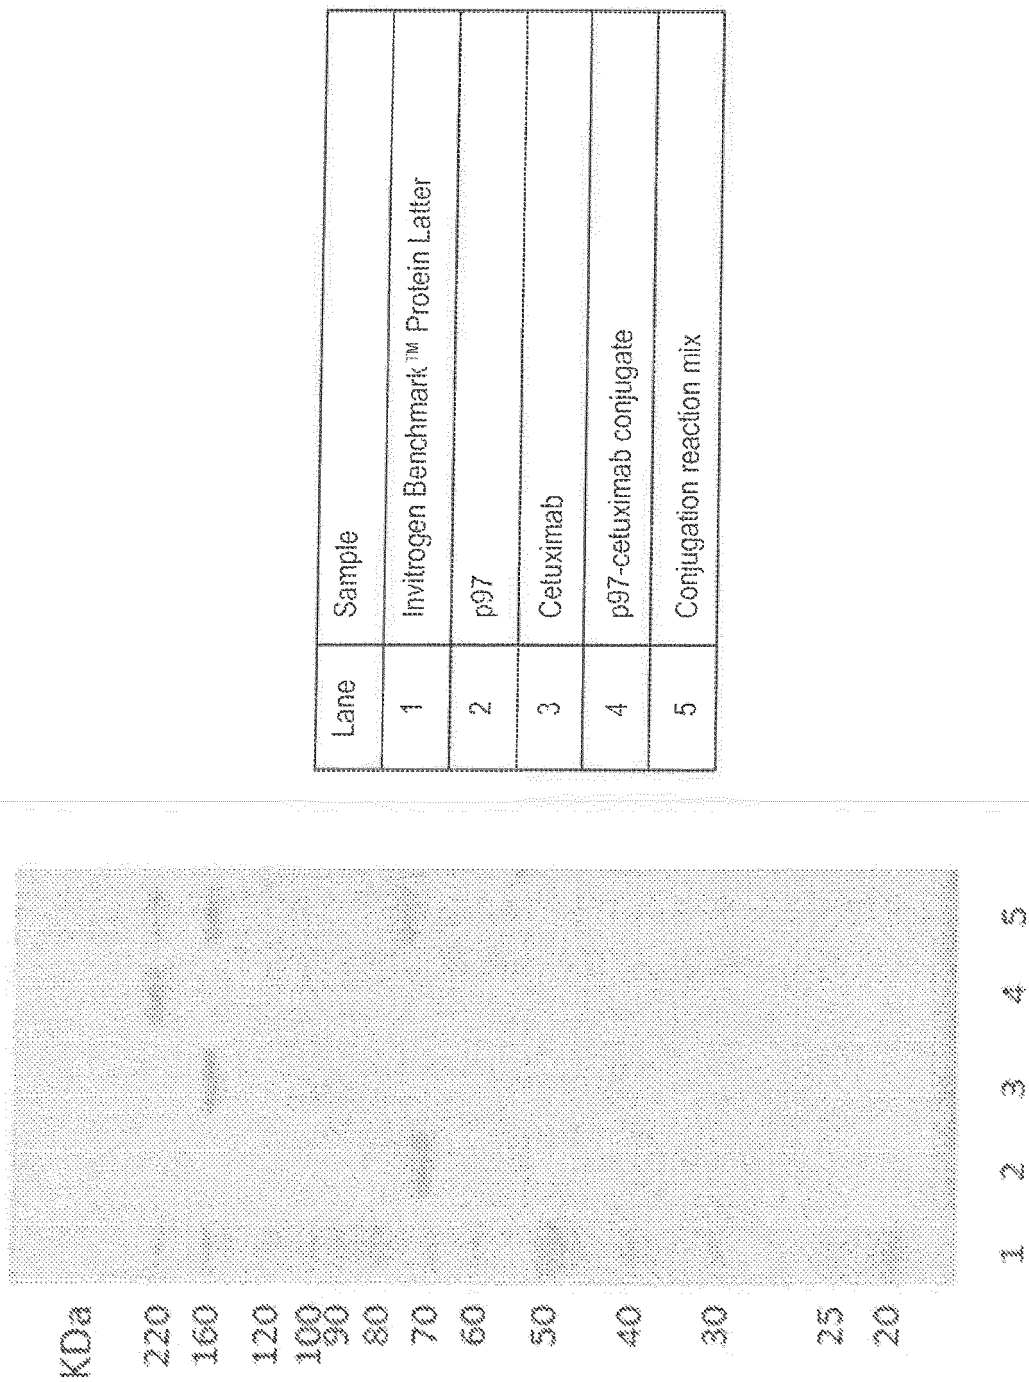 Lane Sample
1 Invitrogen Benchmark™ Protein Latter
2 p97
3 Cetuximab
4 p97-cetuximab conjugate
5 Conjugation reaction mix
KDa
220
160
120
100
90
80
70
60
50
40
30
25
20
1 2 3 4 5